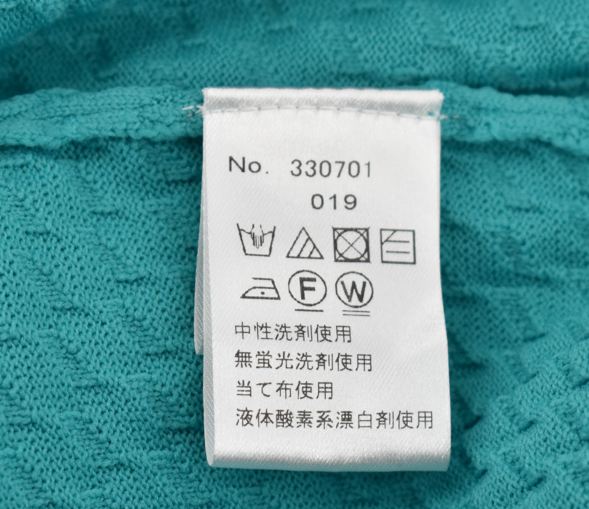 No. 330701
019
F W
中性洗剤使用
無蛍光洗剤使用
当て布使用
液体酸素系漂白剤使用